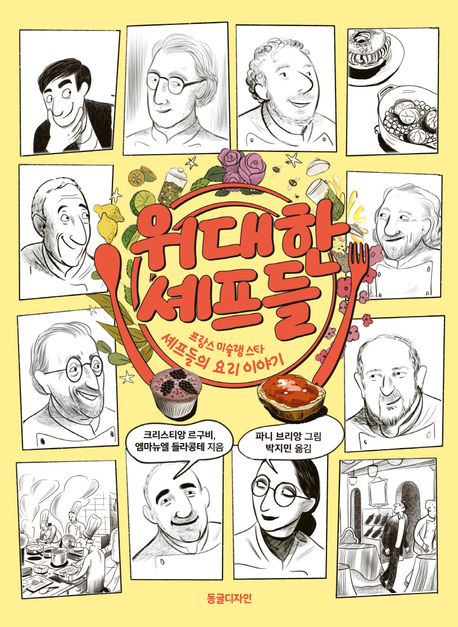 위대한
셰프들
프랑스 미슐랭 스타
셰프들의 요리 이야기
크리스티앙 르구비,
엠마뉴엘 들라콩테 지음
파니 브리앙 그림
박지민 옮김
동글디자인